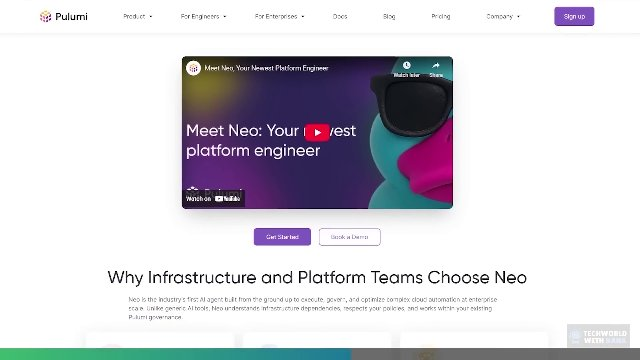 Pulumi
Product
For Engineers
For Enterprises
Docs
Blog
Pricing
Company
Sign up
Meet Neo, Your Newest Platform Engineer
Watch later
Share
Meet Neo: Your newest
platform engineer
Watch on YouTube
Get Started
Book a Demo
Why Infrastructure and Platform Teams Choose Neo
Neo is the industry's first AI agent built from the ground up to execute, govern, and optimize complex cloud automation at enterprise
scale. Unlike generic AI tools, Neo understands infrastructure dependencies, respects your policies, and works within your existing
Pulumi governance.
TECHWORLD
WITH NANA